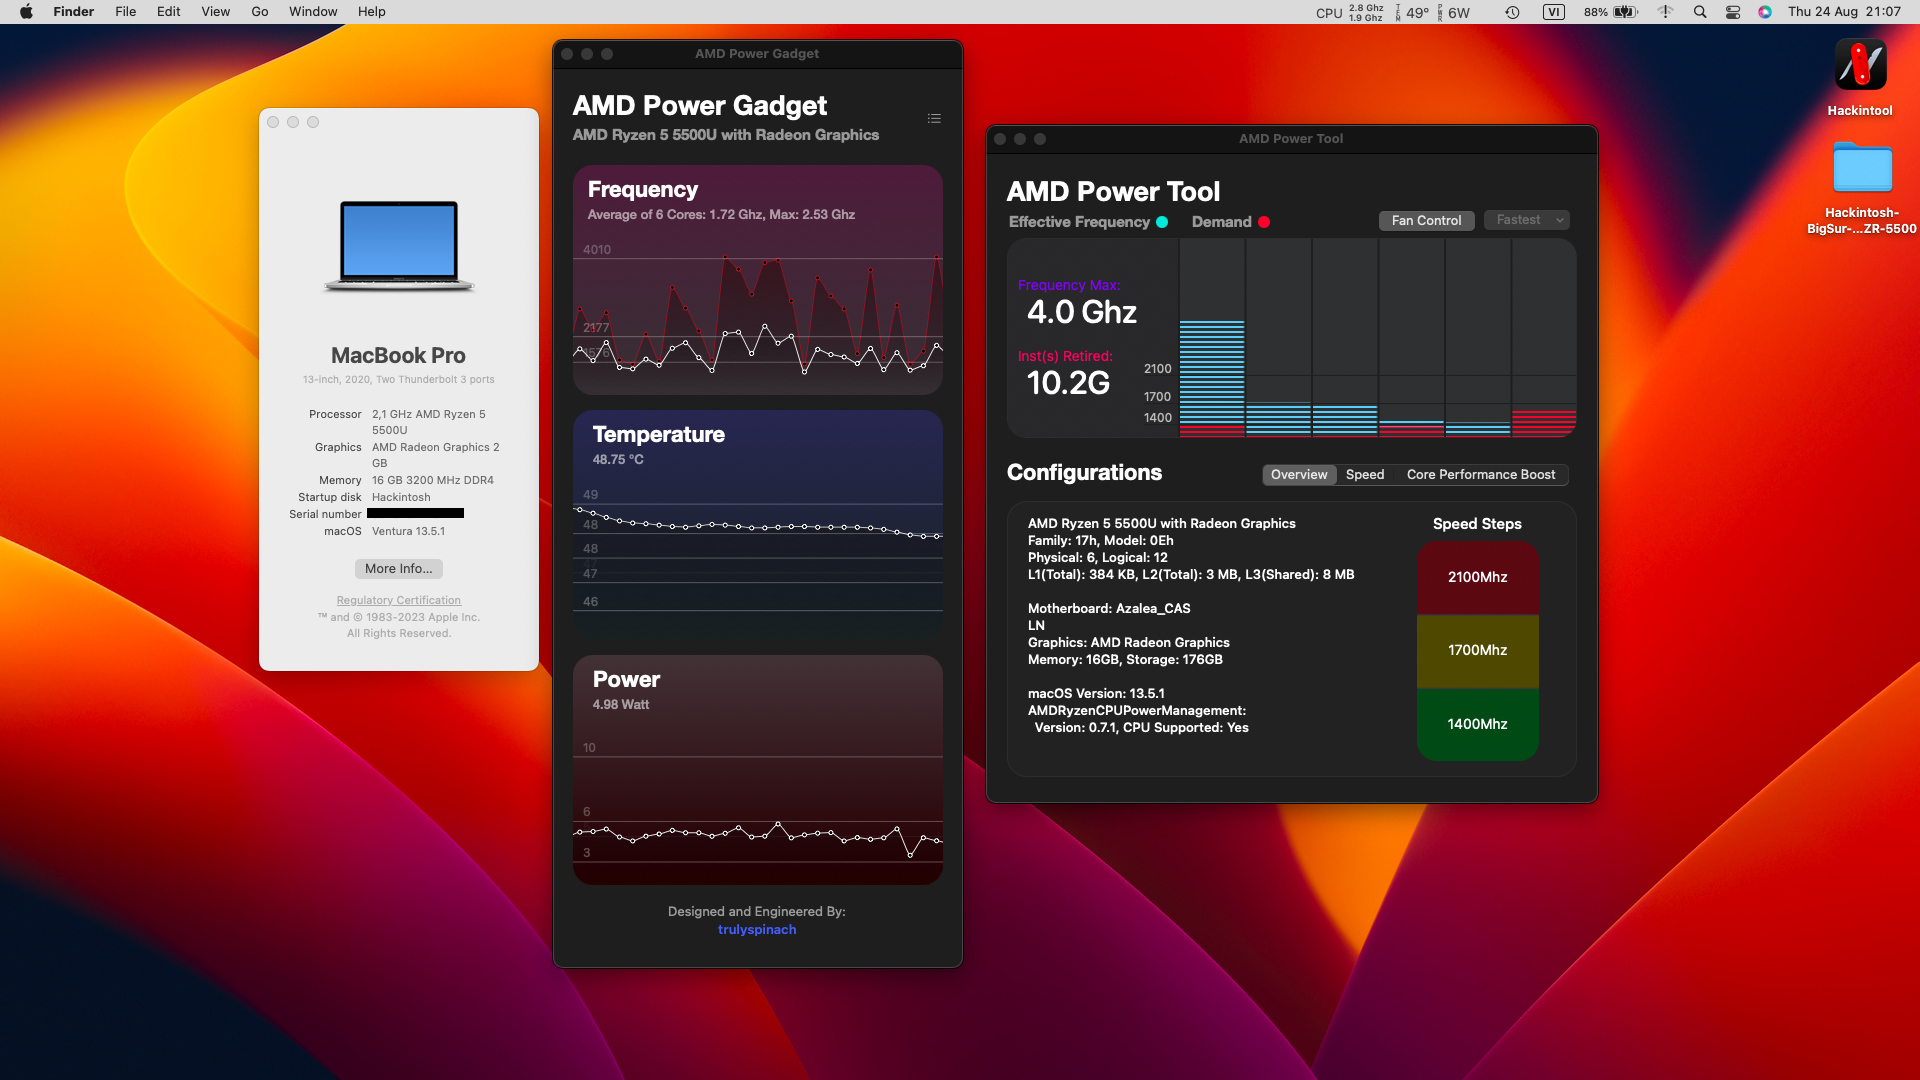 Finder File Edit View Go Window Help
CPU 2.8 Ghz 1.9 Ghz 49° 6W VI 88% Thu 24 Aug 21:07
MacBook Pro
13-inch, 2020, Two Thunderbolt 3 ports
Processor 2,1 GHz AMD Ryzen 5
5500U
Graphics AMD Radeon Graphics 2
GB
Memory 16 GB 3200 MHz DDR4
Startup disk Hackintosh
Serial number
macOS Ventura 13.5.1
More Info...
Regulatory Certification
™ and © 1983-2023 Apple Inc.
All Rights Reserved.
AMD Power Gadget
AMD Power Gadget
AMD Ryzen 5 5500U with Radeon Graphics
Frequency
Average of 6 Cores: 1.72 Ghz, Max: 2.53 Ghz
4010
2177
1576
Temperature
48.75 °C
49
48
48
47
46
Power
4.98 Watt
10
6
3
Designed and Engineered By:
trulyspinach
AMD Power Tool
AMD Power Tool
Effective Frequency Demand
Fan Control Fastest
Frequency Max:
4.0 Ghz
Inst(s) Retired:
10.2G
2100
1700
1400
Configurations
Overview Speed Core Performance Boost
AMD Ryzen 5 5500U with Radeon Graphics
Family: 17h, Model: 0Eh
Physical: 6, Logical: 12
L1(Total): 384 KB, L2(Total): 3 MB, L3(Shared): 8 MB
Motherboard: Azalea_CAS
LN
Graphics: AMD Radeon Graphics
Memory: 16GB, Storage: 176GB
macOS Version: 13.5.1
AMDRyzenCPUPowerManagement:
Version: 0.7.1, CPU Supported: Yes
Speed Steps
2100Mhz
1700Mhz
1400Mhz
Hackintool
Hackintosh-
BigSur-...ZR-5500